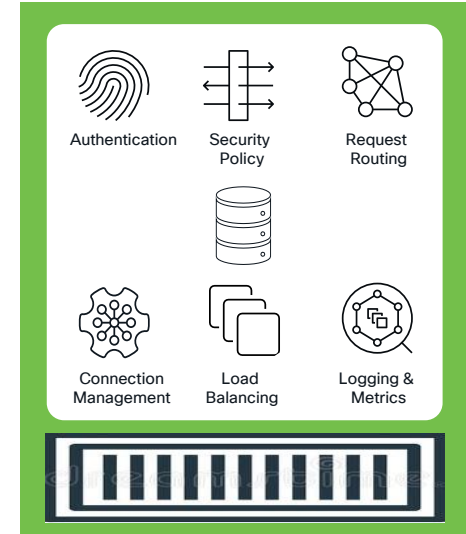 Authentication
Security
Policy
Request
Routing
Connection
Management
Load
Balancing
Logging &
Metrics